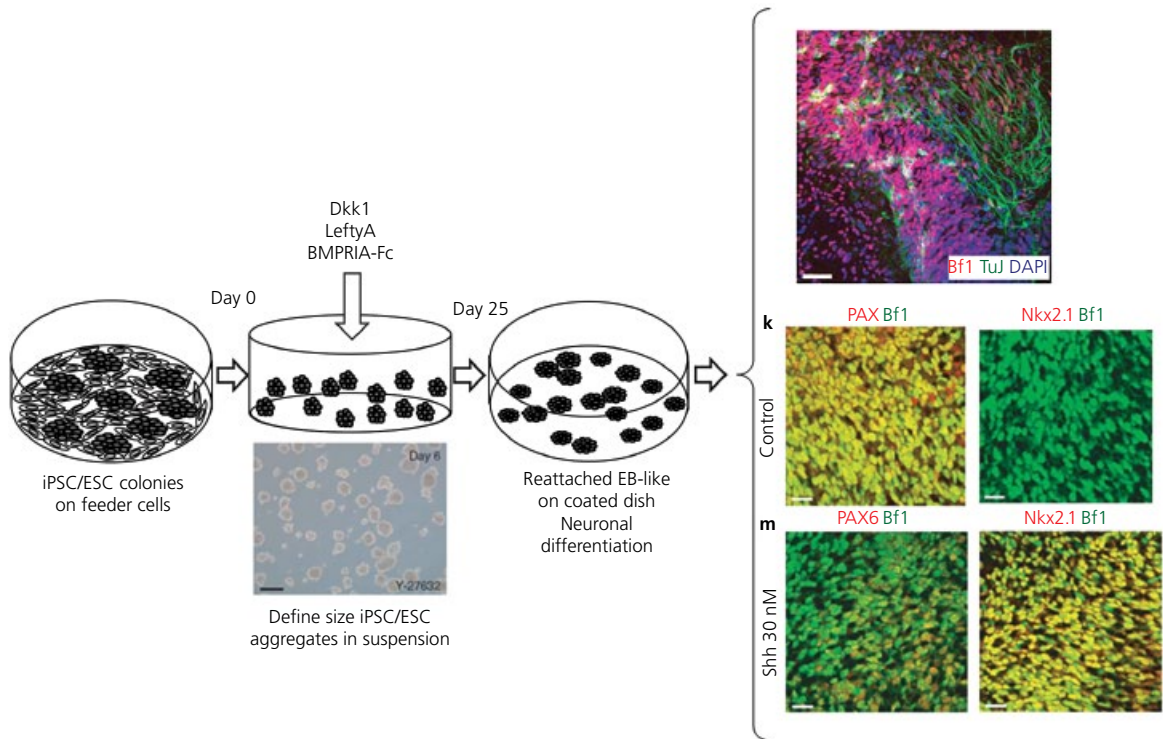 Dkk1
LeftyA
BMPRIA-Fc
Day 0
Day 25
iPSC/ESC colonies
on feeder cells
Day 6
Y-27632
Define size iPSC/ESC
aggregates in suspension
Reattached EB-like
on coated dish
Neuronal
differentiation
Bf1 TuJ DAPI
k
PAX Bf1
Nkx2.1 Bf1
Control
m
PAX6 Bf1
Nkx2.1 Bf1
Shh 30 nM